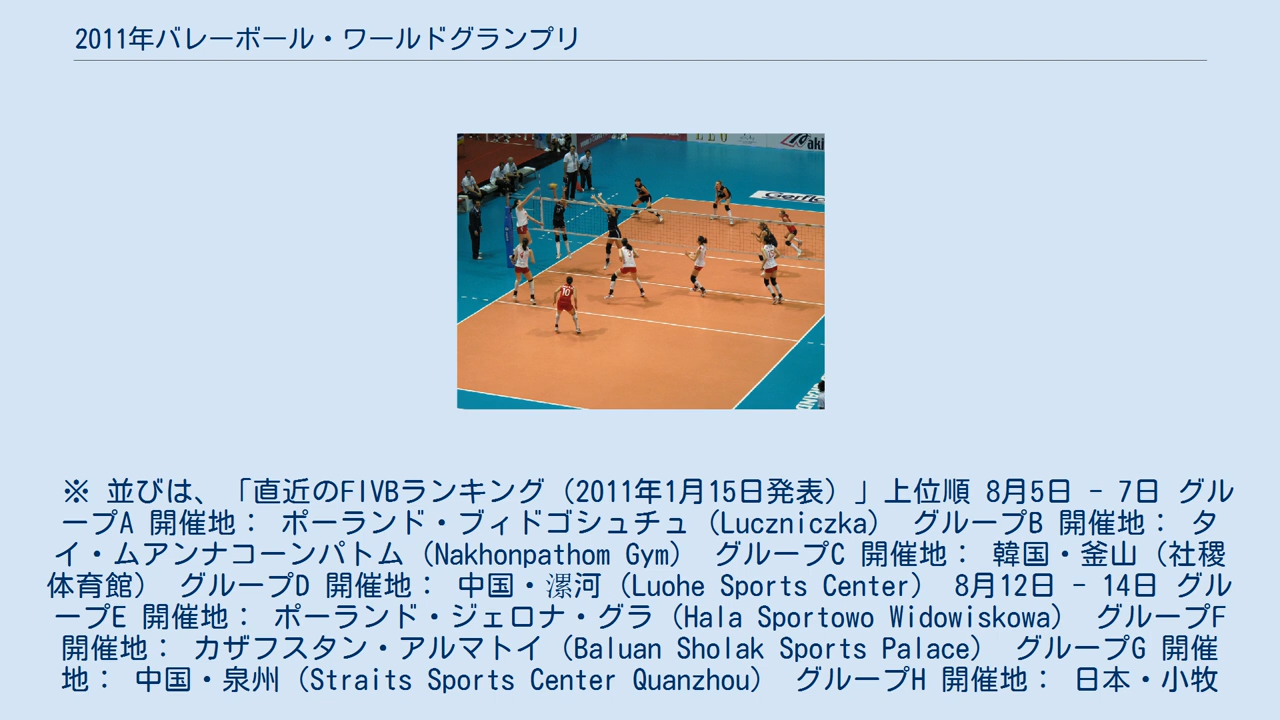 2011年バレーボール・ワールドグランプリ
※ 並びは、「直近のFIVBランキング（2011年1月15日発表）」上位順 8月5日 - 7日 グル
ープA 開催地： ポーランド・ブィドゴシュチュ（Luczniczka） グループB 開催地： タ
イ・ムアンナコーンパトム（Nakhonpathom Gym） グループC 開催地： 韓国・釜山（社稷
体育館） グループD 開催地： 中国・漯河（Luohe Sports Center） 8月12日 - 14日 グル
ープE 開催地： ポーランド・ジェロナ・グラ（Hala Sportowo Widowiskowa） グループF
開催地： カザフスタン・アルマトイ（Baluan Sholak Sports Palace） グループG 開催
地： 中国・泉州（Straits Sports Center Quanzhou） グループH 開催地： 日本・小牧
10